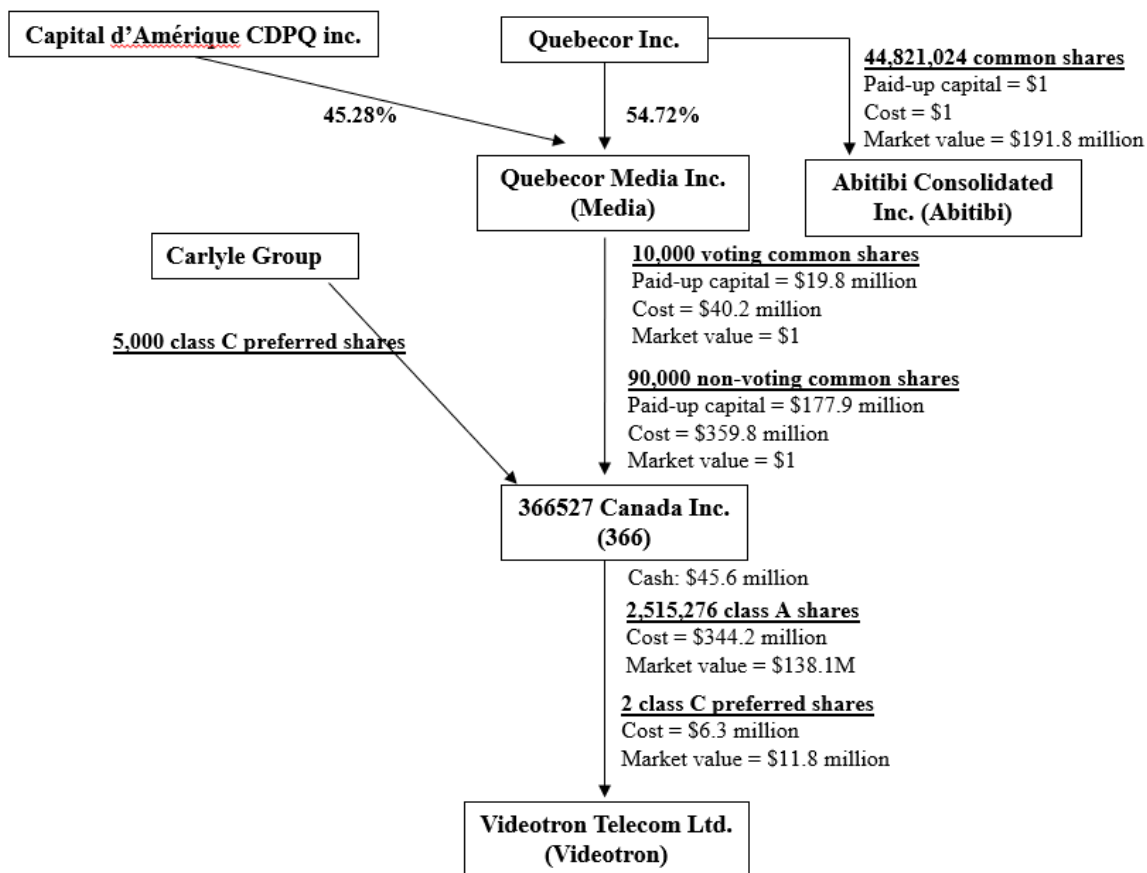 Capital d’Amérique CDPQ inc.
Quebecor Inc.
44,821,024 common shares
Paid-up capital = $1
Cost = $1
Market value = $191.8 million
45.28%
54.72%
Quebecor Media Inc.
(Media)
Abitibi Consolidated
Inc. (Abitibi)
Carlyle Group
10,000 voting common shares
Paid-up capital = $19.8 million
Cost = $40.2 million
Market value = $1
5,000 class C preferred shares
90,000 non-voting common shares
Paid-up capital = $177.9 million
Cost = $359.8 million
Market value = $1
366527 Canada Inc.
(366)
Cash: $45.6 million
2,515,276 class A shares
Cost = $344.2 million
Market value = $138.1M
2 class C preferred shares
Cost = $6.3 million
Market value = $11.8 million
Videotron Telecom Ltd.
(Videotron)